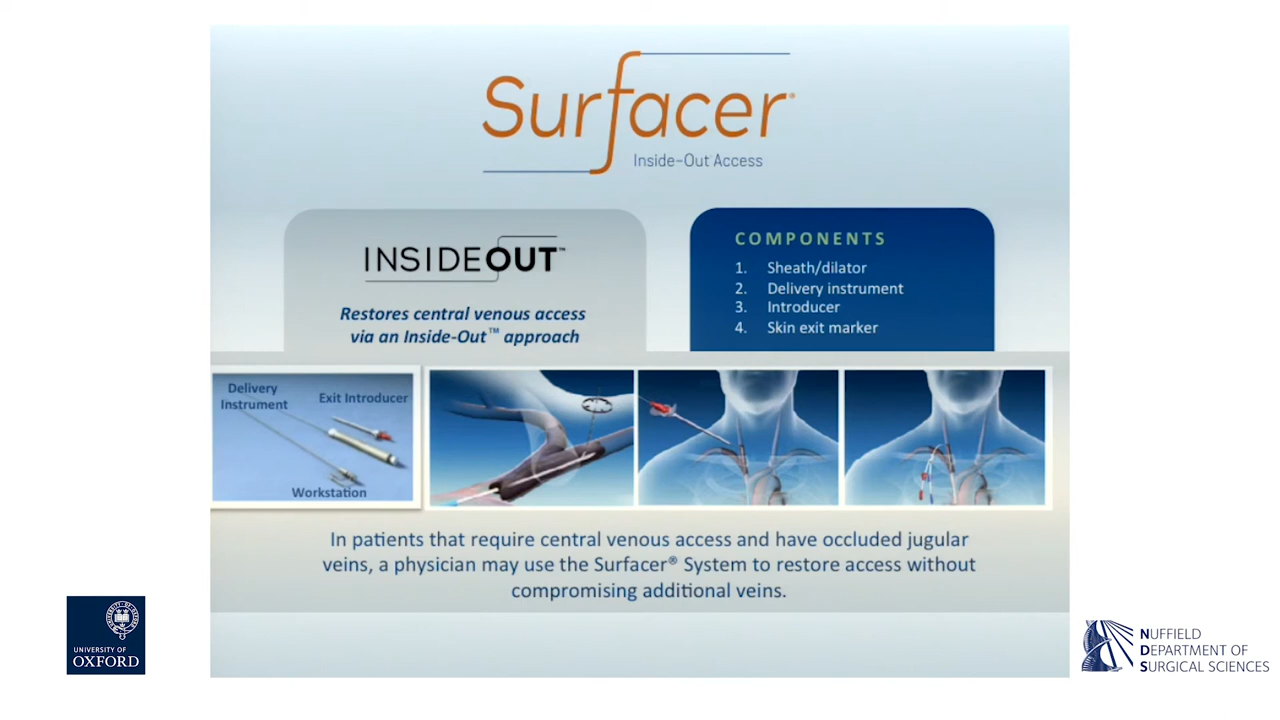 Surfacer®
Inside-Out Access
INSIDEOUT™
Restores central venous access
via an Inside-Out™ approach
COMPONENTS
1. Sheath/dilator
2. Delivery instrument
3. Introducer
4. Skin exit marker
Delivery
Instrument
Exit Introducer
Workstation
In patients that require central venous access and have occluded jugular
veins, a physician may use the Surfacer® System to restore access without
compromising additional veins.
UNIVERSITY OF
OXFORD
NUFFIELD
DEPARTMENT OF
SURGICAL SCIENCES